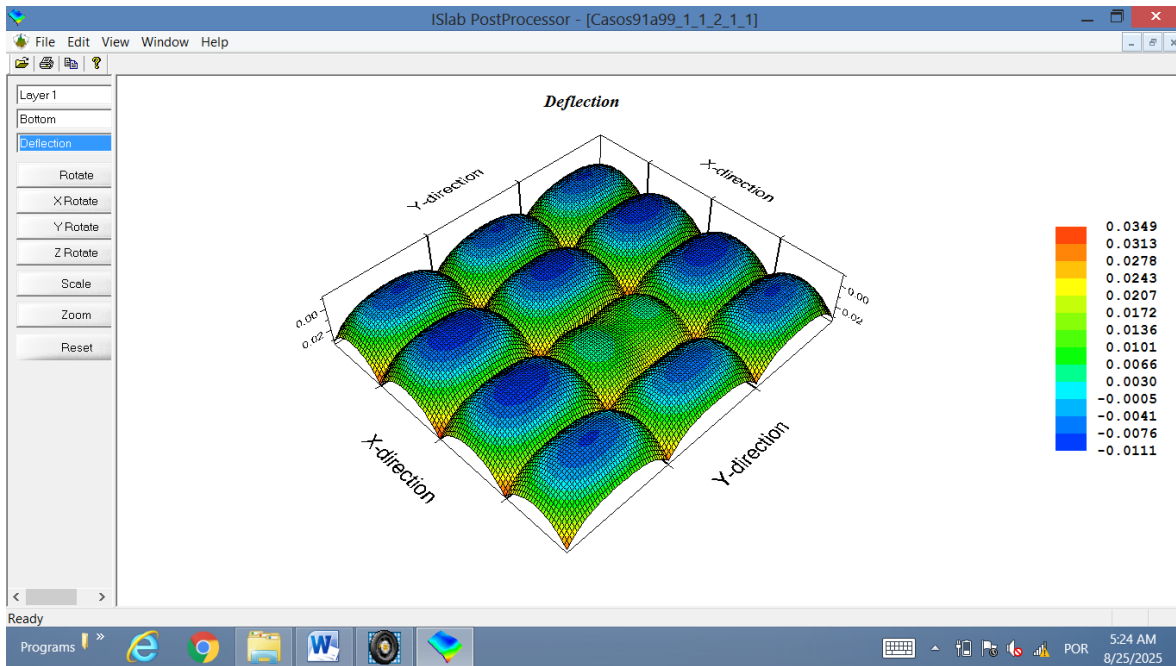 ISlab PostProcessor - [Casos91a99_1_1_2_1_1]
File Edit View Window Help
Layer 1
Bottom
Deflection
Rotate
X Rotate
Y Rotate
Z Rotate
Scale
Zoom
Reset
Deflection
Y-direction
X-direction
0.00
0.02
0.00
0.02
X-direction
Y-direction
0.0349
0.0313
0.0278
0.0243
0.0207
0.0172
0.0136
0.0101
0.0066
0.0030
-0.0005
-0.0041
-0.0076
-0.0111
Ready
Programs
POR
5:24 AM
8/25/2025